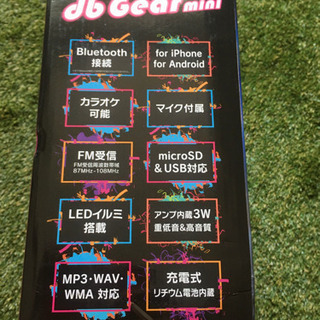 db Gear mini
Bluetooth
接続
for iPhone
for Android
カラオケ
可能
マイク付属
FM受信
FM受信周波数帯域
87MHz-108MHz
microSD
&USB対応
LEDイルミ
搭載
アンプ内蔵3W
重低音&高音質
MP3・WAV・
WMA 対応
充電式
リチウム電池内蔵